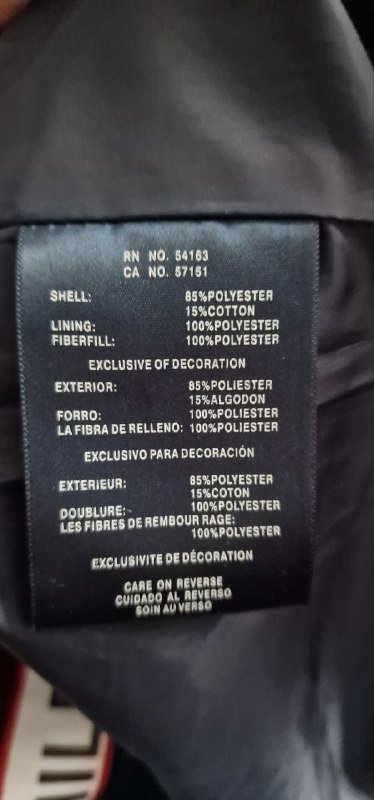 RN NO. 54163
CA NO. 57151
SHELL: 85%POLYESTER
15%COTTON
LINING: 100%POLYESTER
FIBERFILL: 100%POLYESTER
EXCLUSIVE OF DECORATION
EXTERIOR: 85%POLIESTER
15%ALGODON
FORRO: 100%POLIESTER
LA FIBRA DE RELLENO: 100%POLIESTER
EXCLUSIVO PARA DECORACIÓN
EXTERIEUR: 85%POLYESTER
15%COTON
DOUBLURE: 100%POLYESTER
LES FIBRES DE REMBOUR RAGE:
100%POLYESTER
EXCLUSIVITE DE DÉCORATION
CARE ON REVERSE
CUIDADO AL REVERSO
SOIN AU VERSO